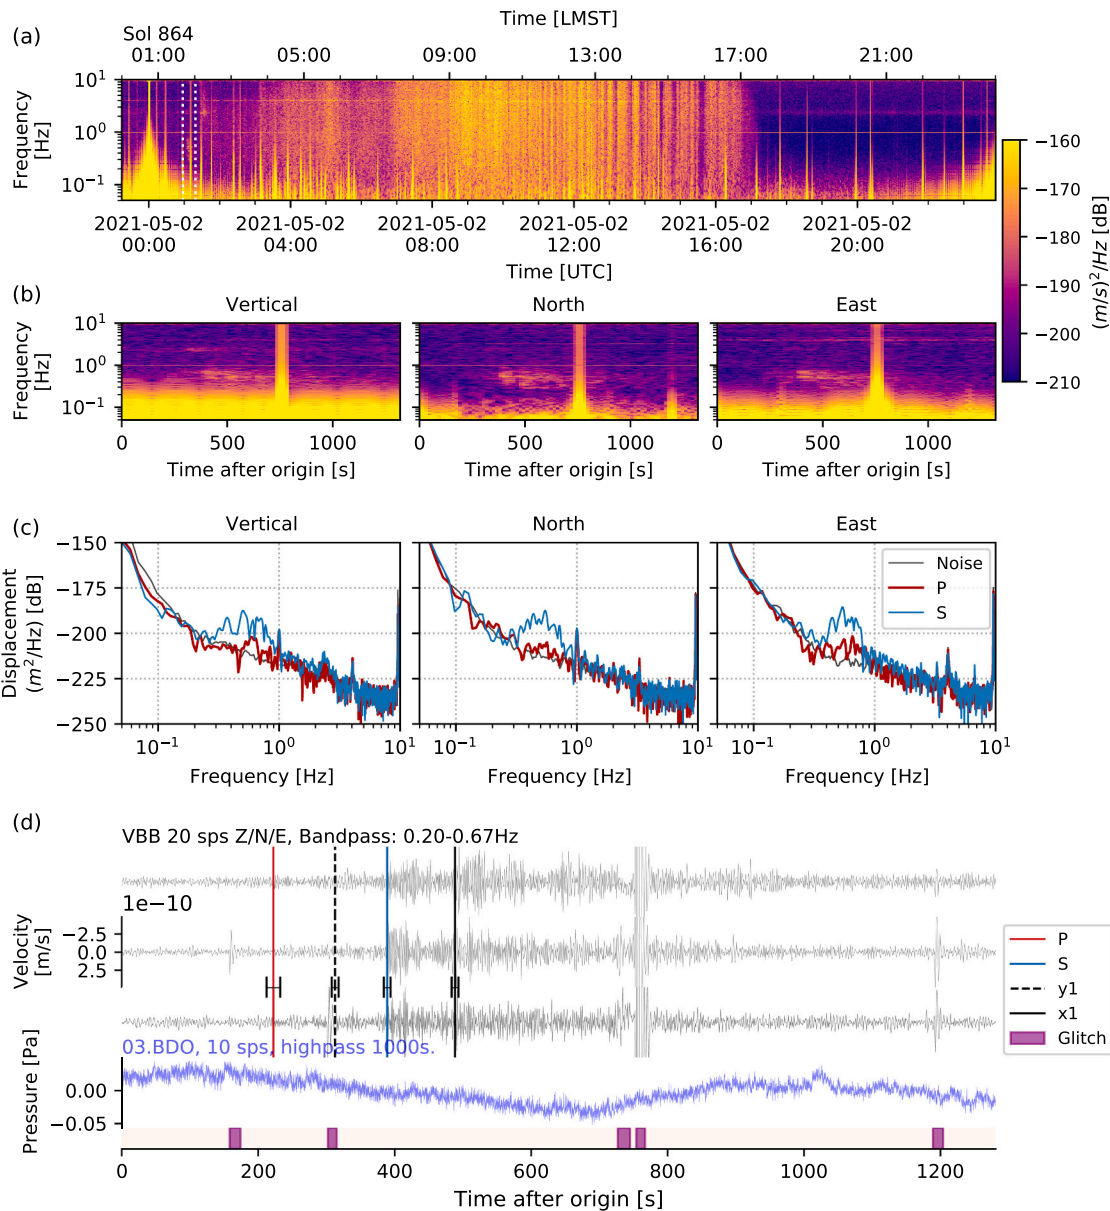 (a)
Time [LMST]
Sol 864
01:00 05:00 09:00 13:00 17:00 21:00
Frequency
[Hz]
10¹
10⁰
10⁻¹
2021-05-02 2021-05-02 2021-05-02 2021-05-02 2021-05-02 2021-05-02
00:00 04:00 08:00 12:00 16:00 20:00
Time [UTC]
−160
−170
−180
−190
−200
−210
(m/s)²/Hz [dB]
(b)
Vertical North East
Frequency
[Hz]
10¹
10⁰
10⁻¹
0 500 1000 0 500 1000 0 500 1000
Time after origin [s] Time after origin [s] Time after origin [s]
(c)
Vertical North East
Displacement
(m²/Hz) [dB]
−150
−175
−200
−225
−250
Noise
P
S
10⁻¹ 10⁰ 10¹ 10⁻¹ 10⁰ 10¹ 10⁻¹ 10⁰ 10¹
Frequency [Hz] Frequency [Hz] Frequency [Hz]
(d)
VBB 20 sps Z/N/E, Bandpass: 0.20-0.67Hz
1e−10
Velocity
[m/s]
−2.5
0.0
2.5
P
S
y1
x1
Glitch
03.BDO, 10 sps, highpass 1000s.
Pressure [Pa]
0.00
−0.05
0 200 400 600 800 1000 1200
Time after origin [s]